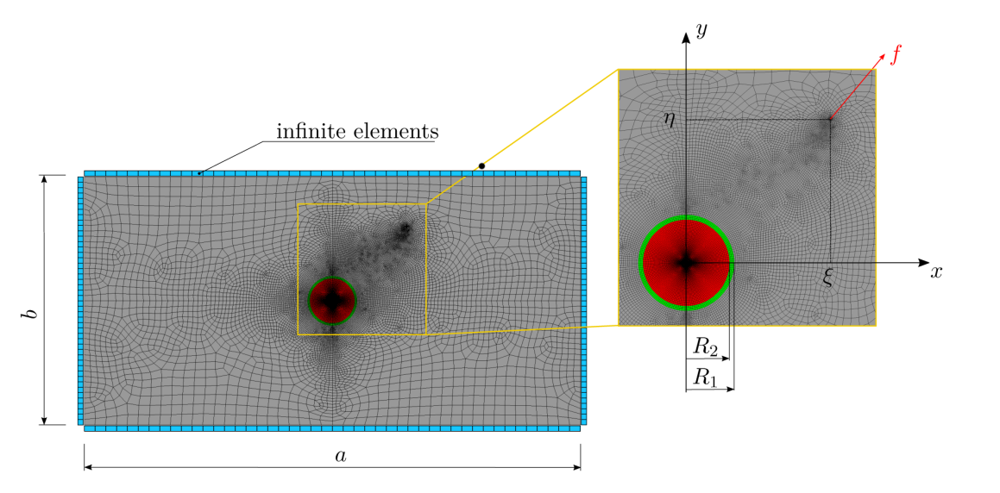 y
f
η
infinite elements
x
ξ
b
R₂
R₁
a